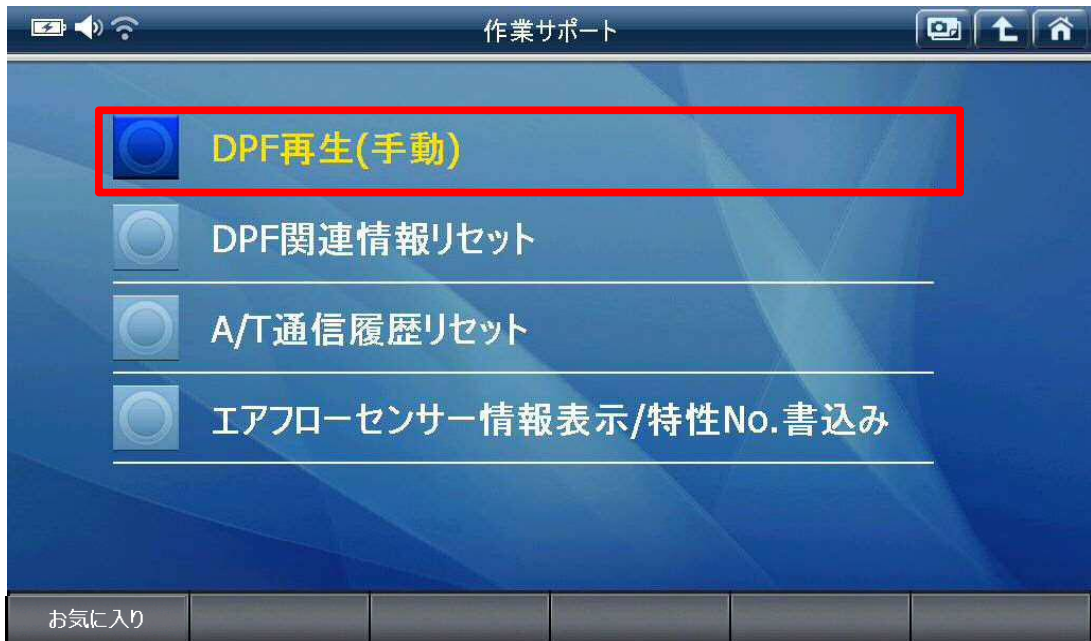 作業サポート
DPF再生(手動)
DPF関連情報リセット
A/T通信履歴リセット
エアフローセンサー情報表示/特性No.書込み
お気に入り